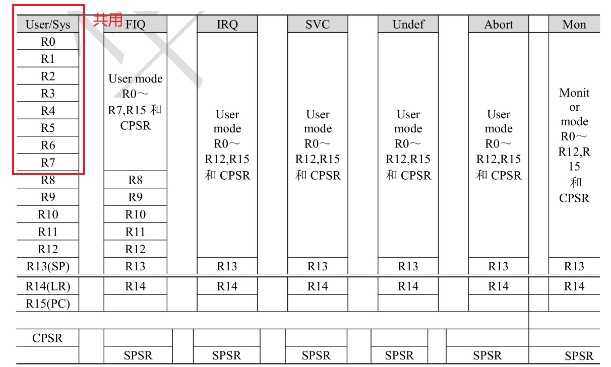 User/Sys 共用 FIQ IRQ SVC Undef Abort Mon
R0
R1
R2
R3
R4
R5
R6
R7
R8
R9
R10
R11
R12
R13(SP)
R14(LR)
R15(PC)
CPSR
User mode
R0～
R7,R15 和
CPSR
R8
R9
R10
R11
R12
R13
R14
SPSR
User
mode
R0～
R12,R15
和 CPSR
R13
R14
SPSR
User
mode
R0～
R12,R15
和 CPSR
R13
R14
SPSR
User
mode
R0～
R12,R15
和 CPSR
R13
R14
SPSR
User
mode
R0～
R12,R15
和 CPSR
R13
R14
SPSR
Monit
or
mode
R0～
R12,R
15
和
CPSR
R13
R14
SPSR